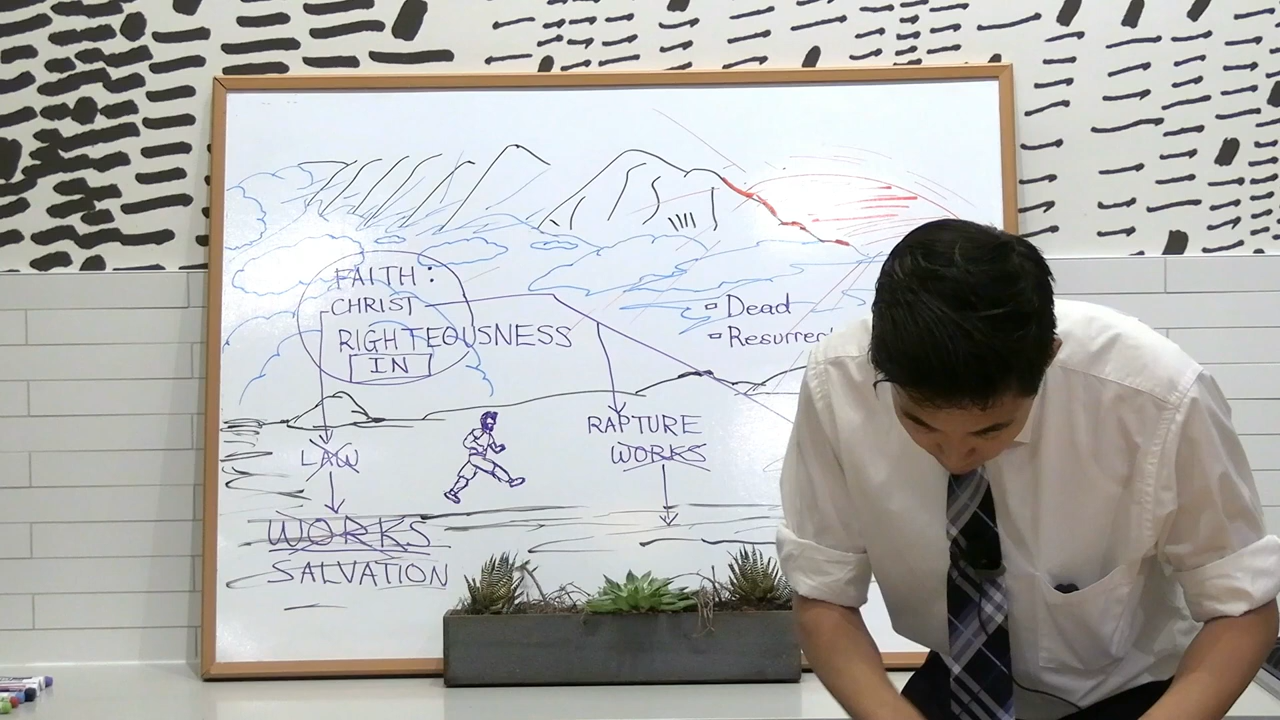 FAITH:
CHRIST
RIGHTEOUSNESS
IN
LAW
WORKS
SALVATION
RAPTURE
WORKS
Dead